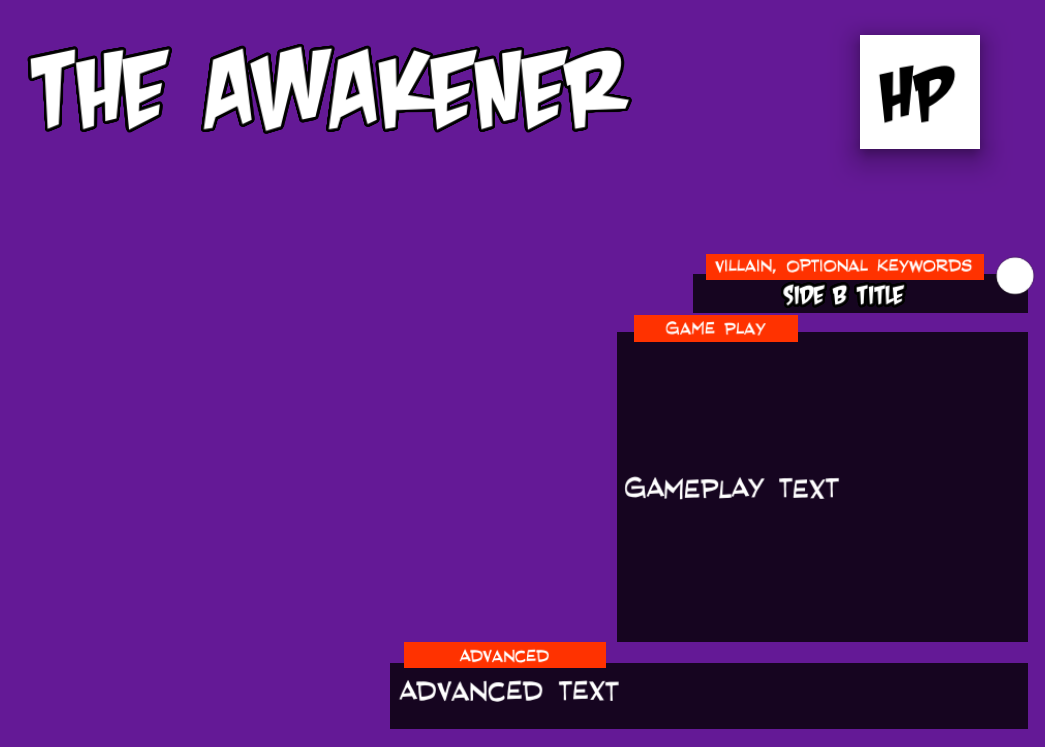 THE AWAKENER
HP
VILLAIN, OPTIONAL KEYWORDS
SIDE B TITLE
GAME PLAY
GAMEPLAY TEXT
ADVANCED
ADVANCED TEXT